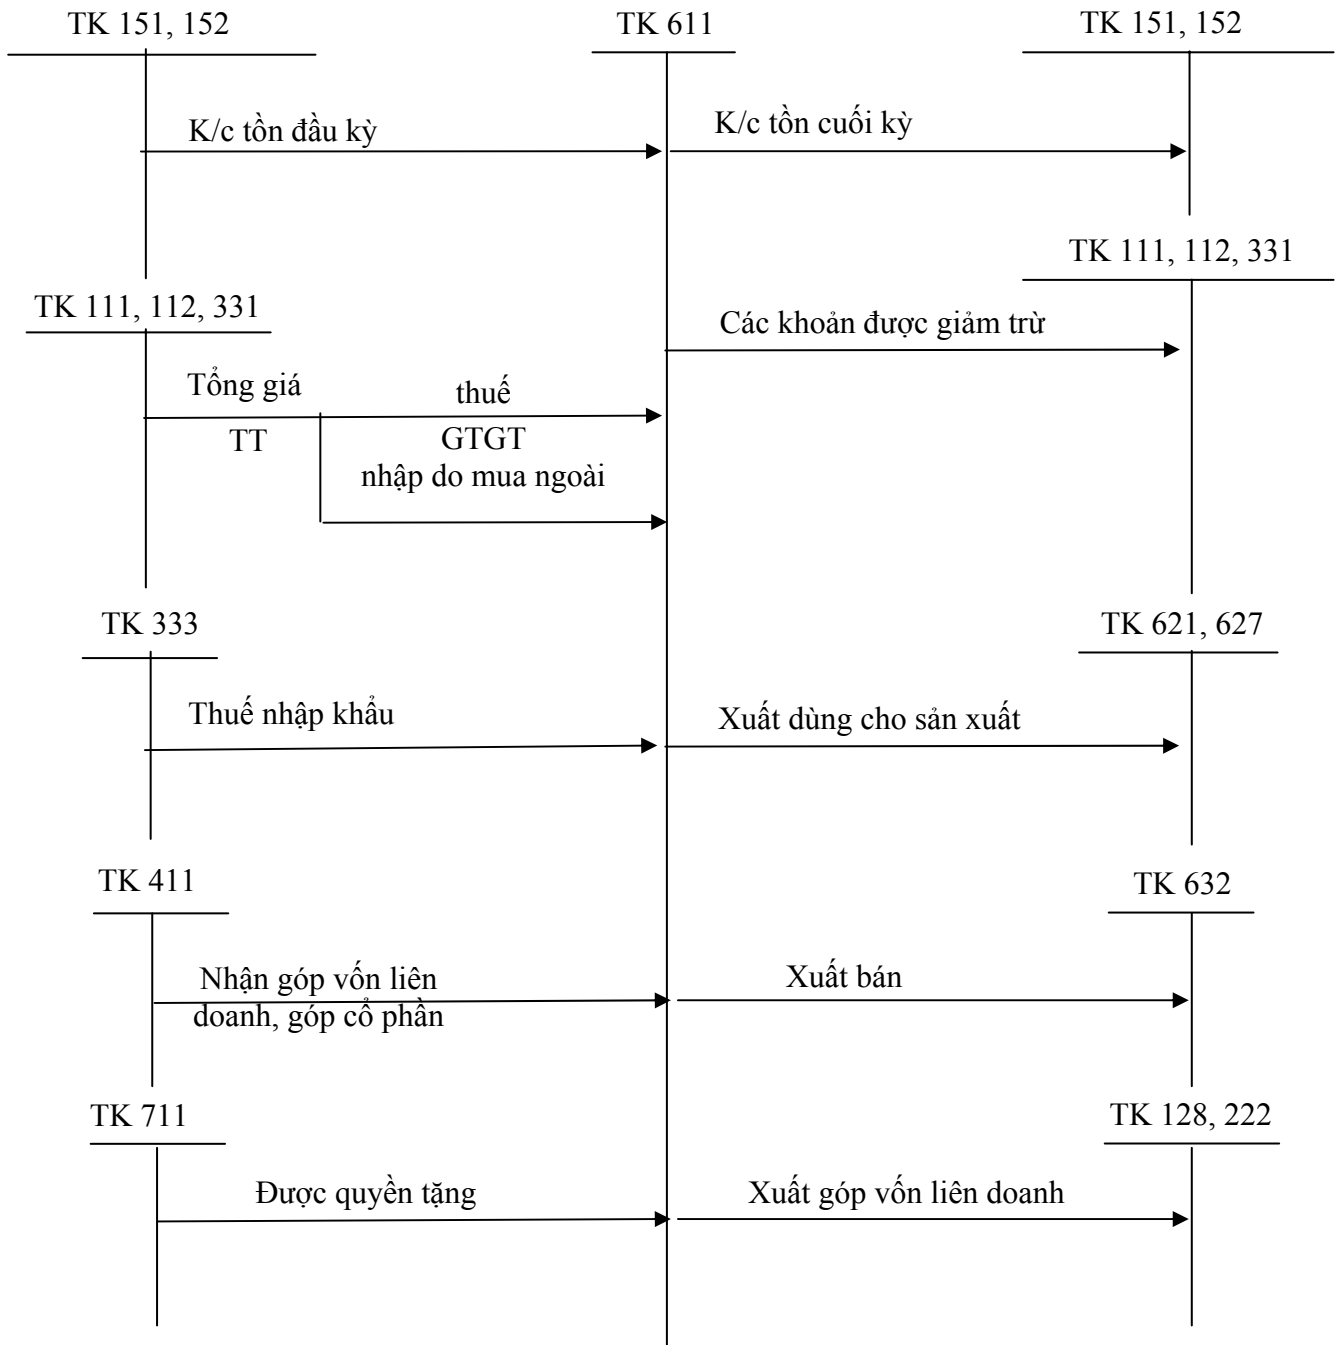 TK 151, 152
TK 611
TK 151, 152
K/c tồn đầu kỳ
K/c tồn cuối kỳ
TK 111, 112, 331
TK 111, 112, 331
Các khoản được giảm trừ
Tổng giá
thuế
TT
GTGT
nhập do mua ngoài
TK 333
TK 621, 627
Thuế nhập khẩu
Xuất dùng cho sản xuất
TK 411
TK 632
Nhận góp vốn liên
doanh, góp cổ phần
Xuất bán
TK 711
TK 128, 222
Được quyền tặng
Xuất góp vốn liên doanh